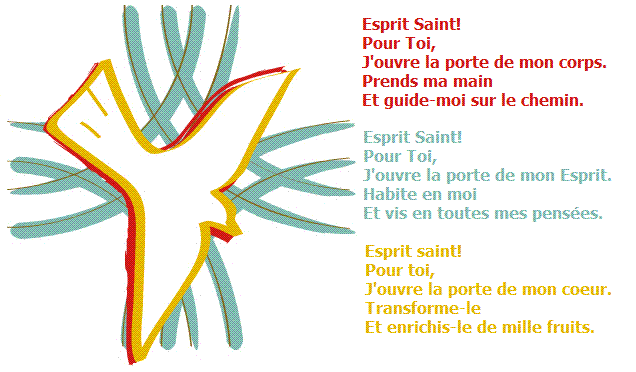 Esprit Saint!
Pour Toi,
J'ouvre la porte de mon corps.
Prends ma main
Et guide-moi sur le chemin.
Esprit Saint!
Pour Toi,
J'ouvre la porte de mon Esprit.
Habite en moi
Et vis en toutes mes pensées.
Esprit saint!
Pour toi,
J'ouvre la porte de mon coeur.
Transforme-le
Et enrichis-le de mille fruits.